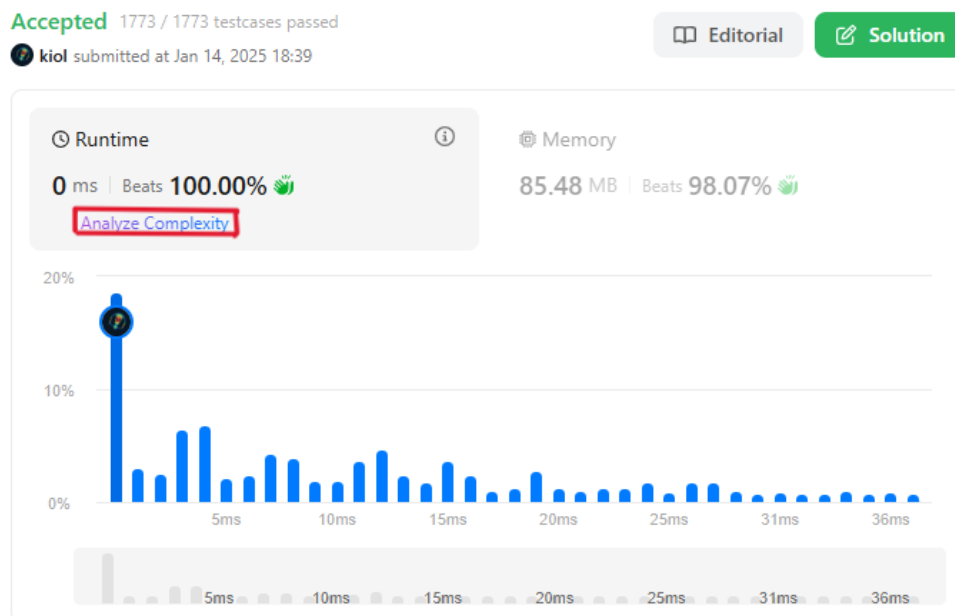 Accepted 1773 / 1773 testcases passed
Editorial
Solution
kiol submitted at Jan 14, 2025 18:39
Runtime
0 ms Beats 100.00%
Analyze Complexity
Memory
85.48 MB Beats 98.07%
20%
10%
0%
5ms 10ms 15ms 20ms 25ms 31ms 36ms
5ms 10ms 15ms 20ms 25ms 31ms 36ms